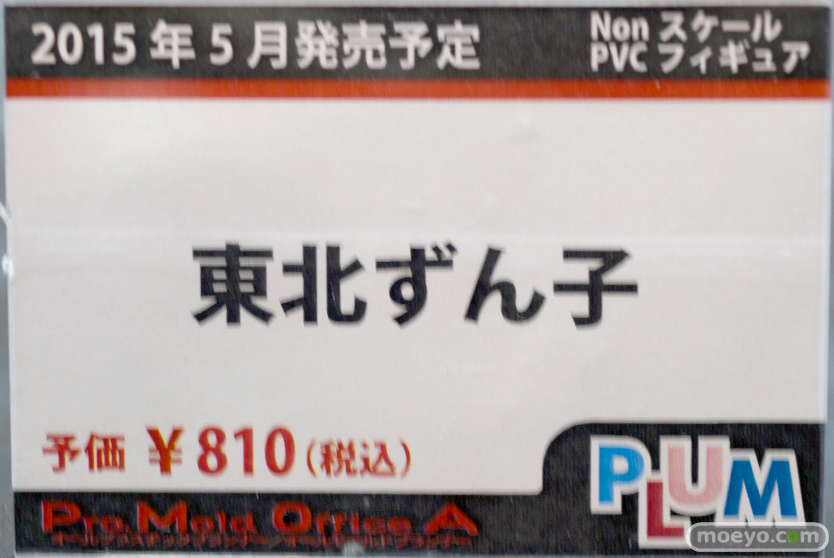 2015年5月発売予定
Non スケール
PVC フィギュア
東北ずん子
予価 ¥810(税込)
PLUM
Pro.Mold Office A
moeyo.com